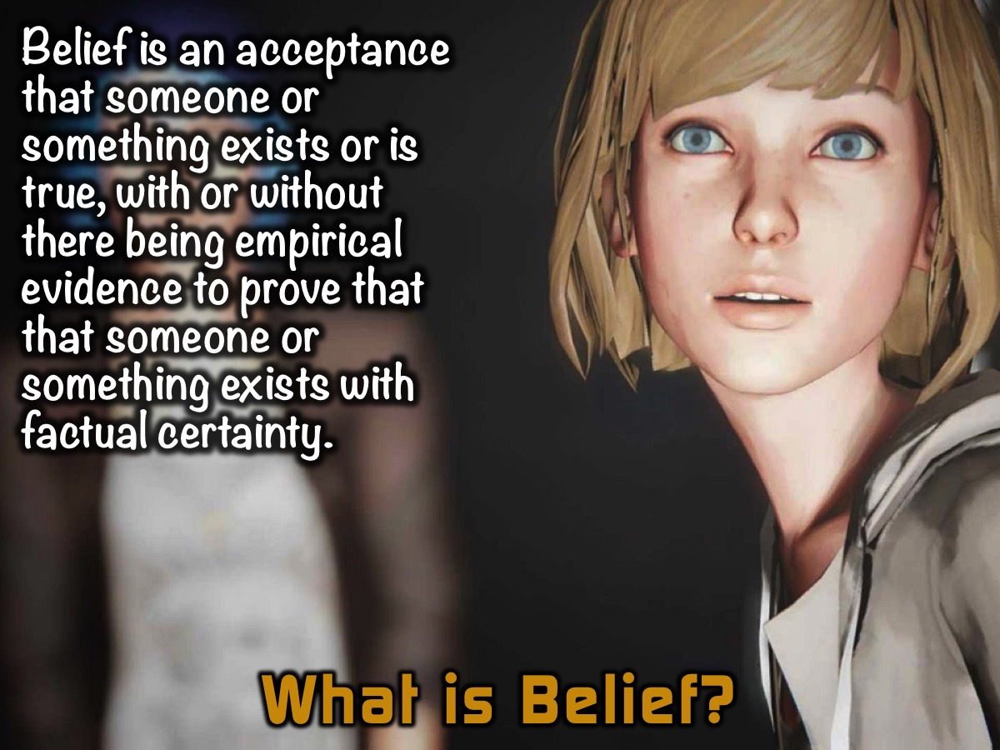 Belief is an acceptance
that someone or
something exists or is
true, with or without
there being empirical
evidence to prove that
that someone or
something exists with
factual certainty.
What is Belief?